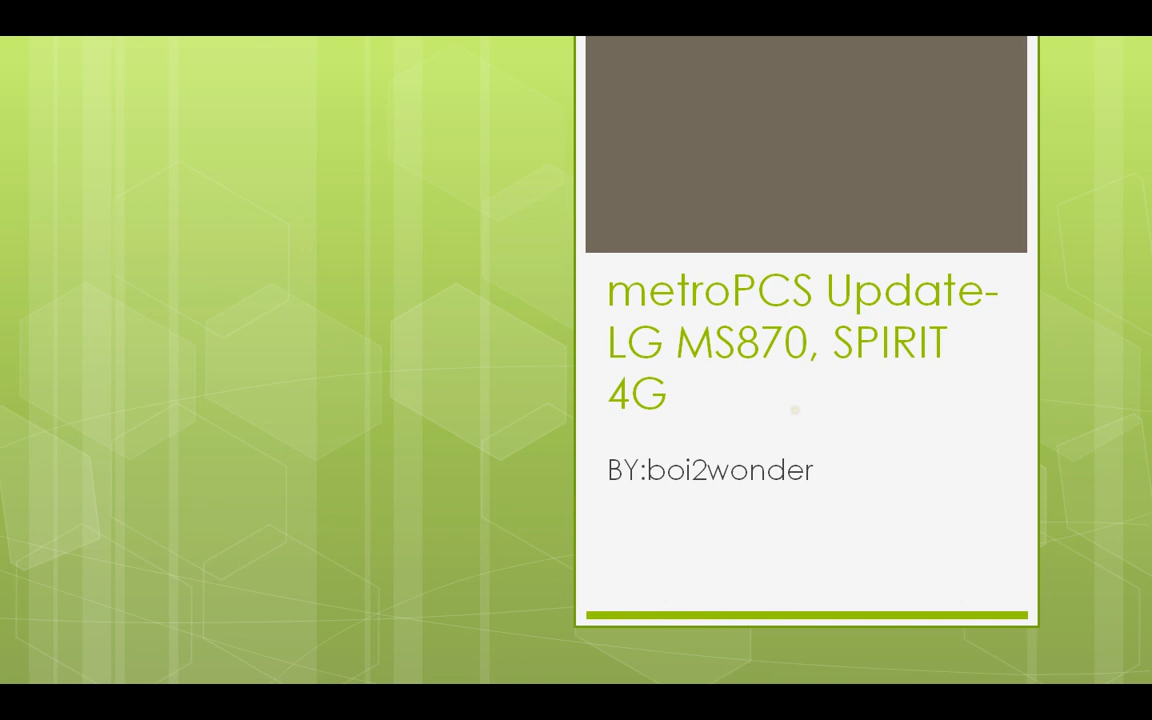 metroPCS Update-
LG MS870, SPIRIT
4G
BY:boi2wonder